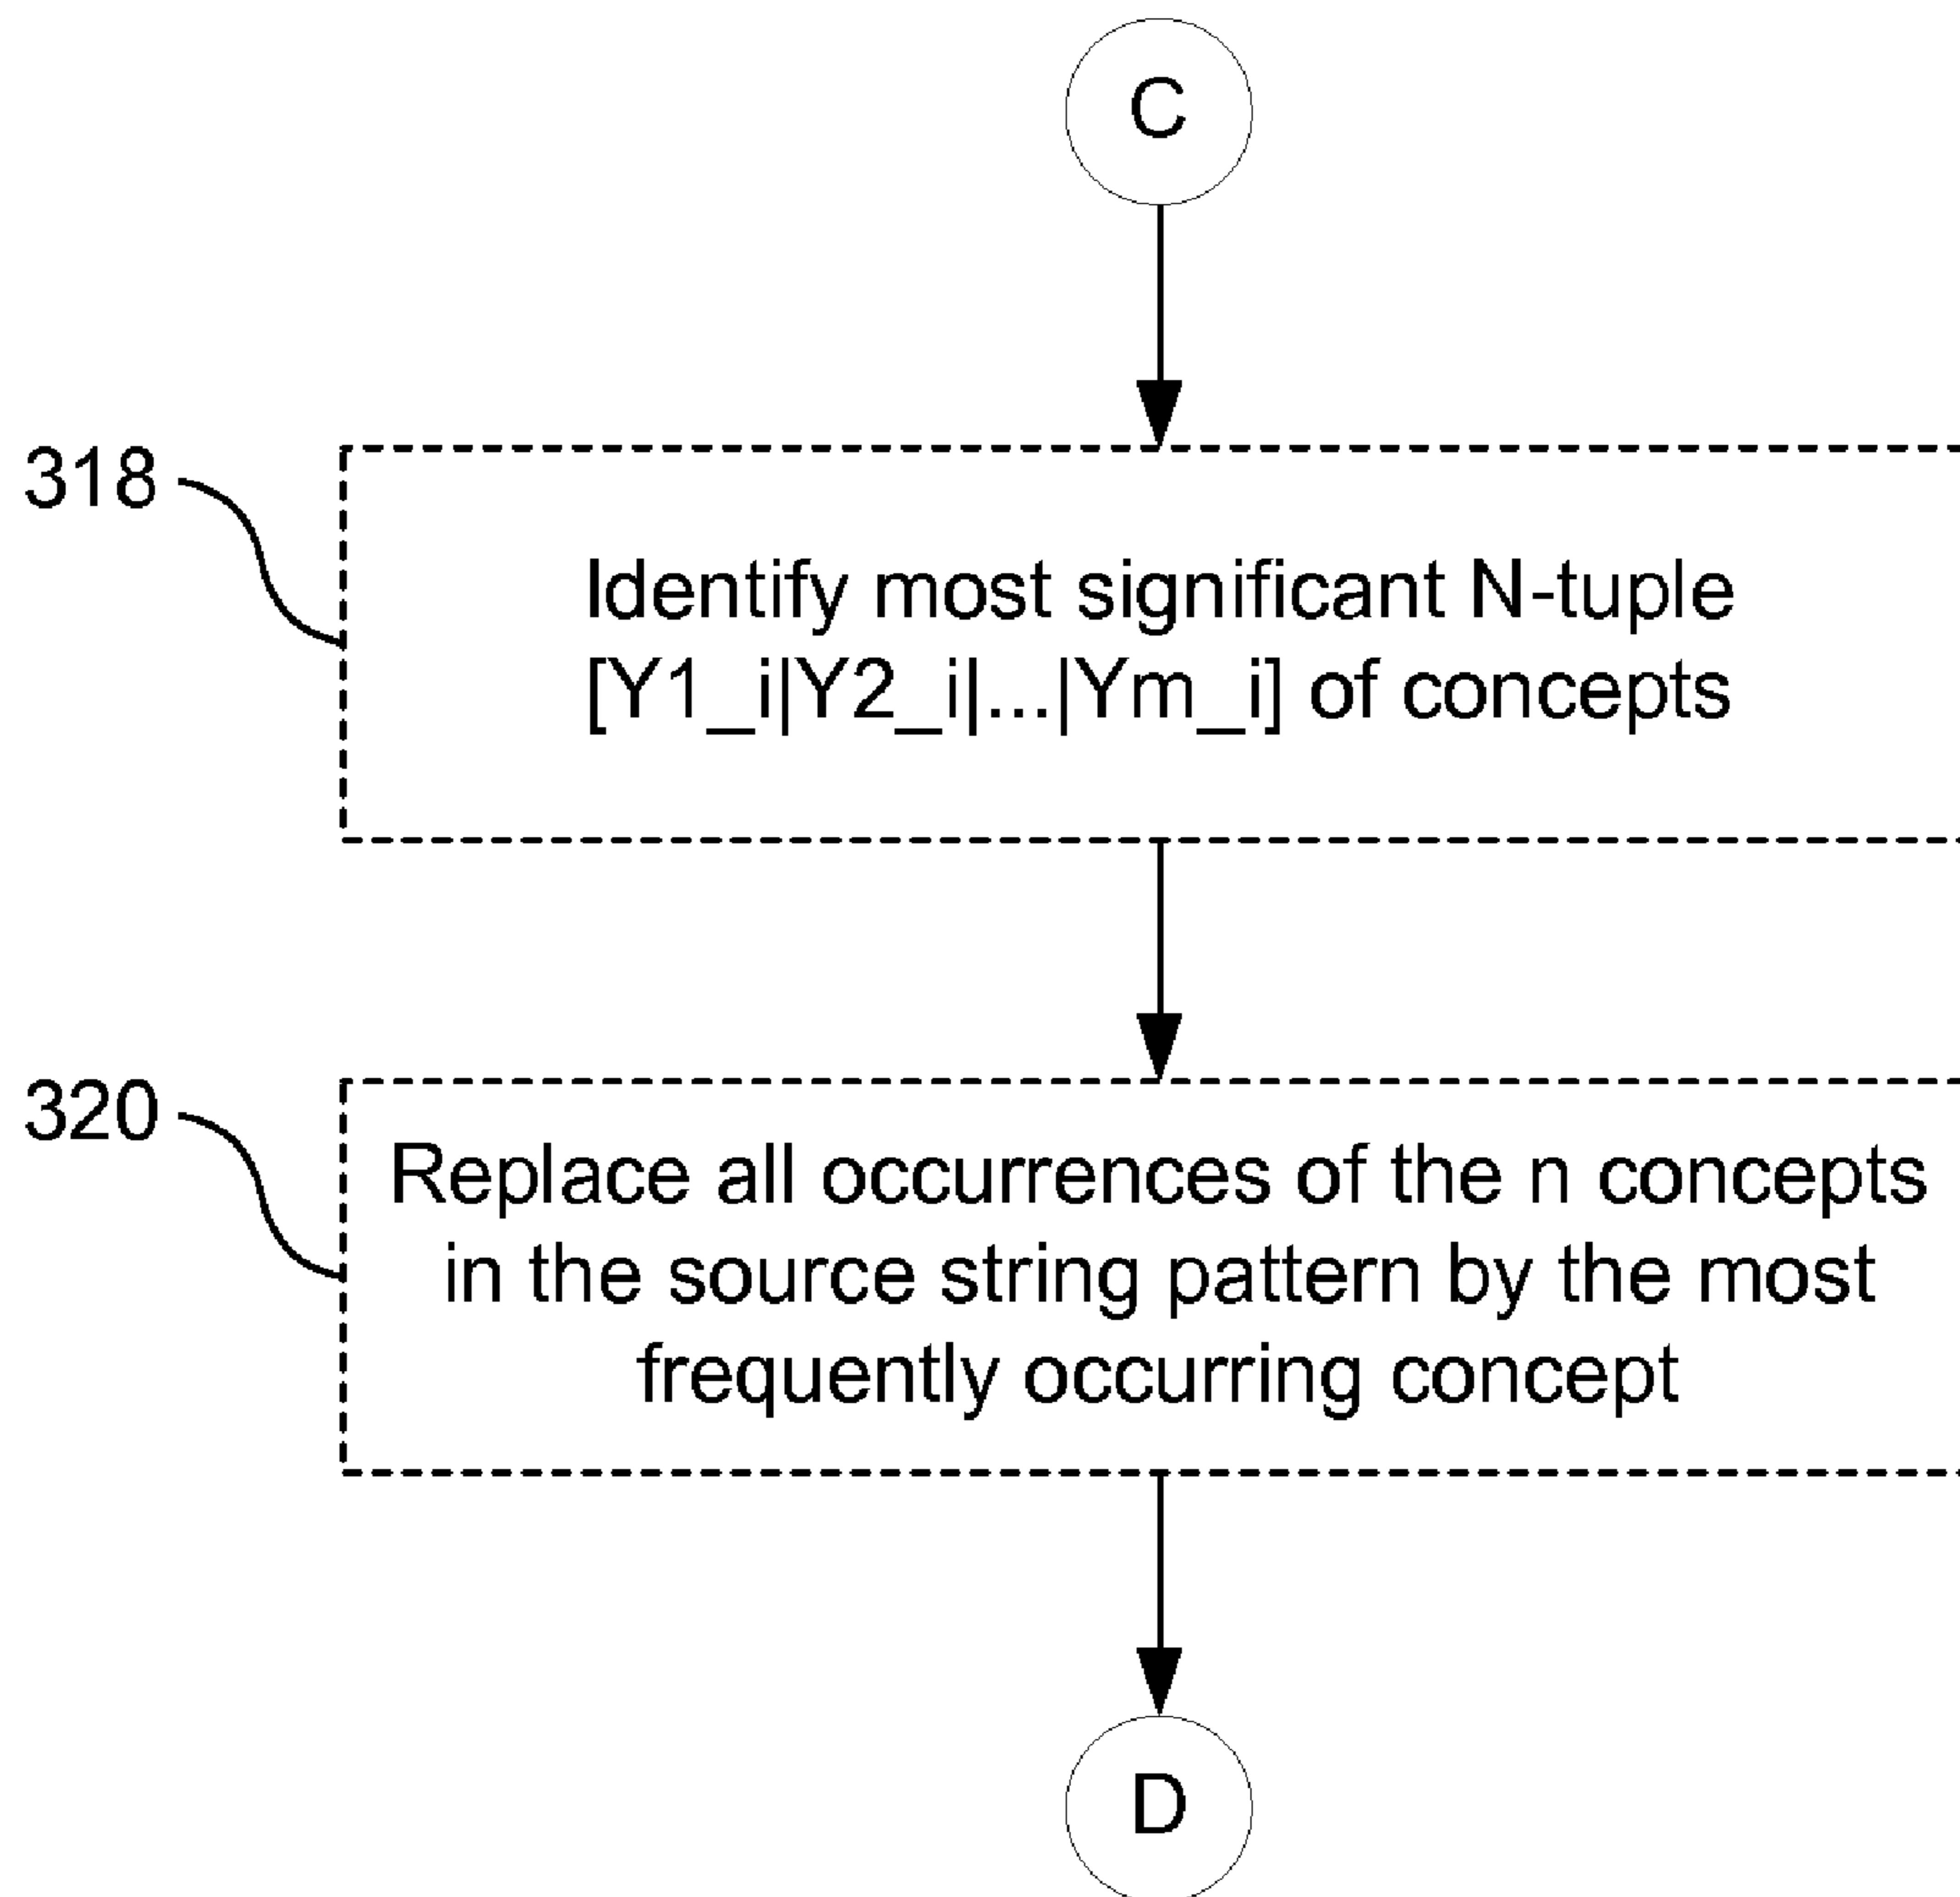 C
318
Identify most significant N-tuple
[Y1_i|Y2_i|...|Ym_i] of concepts
320
Replace all occurrences of the n concepts
in the source string pattern by the most
frequently occurring concept
D